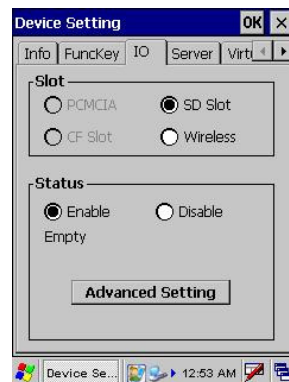 Device Setting OK ×
Info FuncKey IO Server Virt
Slot
PCMCIA SD Slot
CF Slot Wireless
Status
Enable Disable
Empty
Advanced Setting
Device Se... 12:53 AM